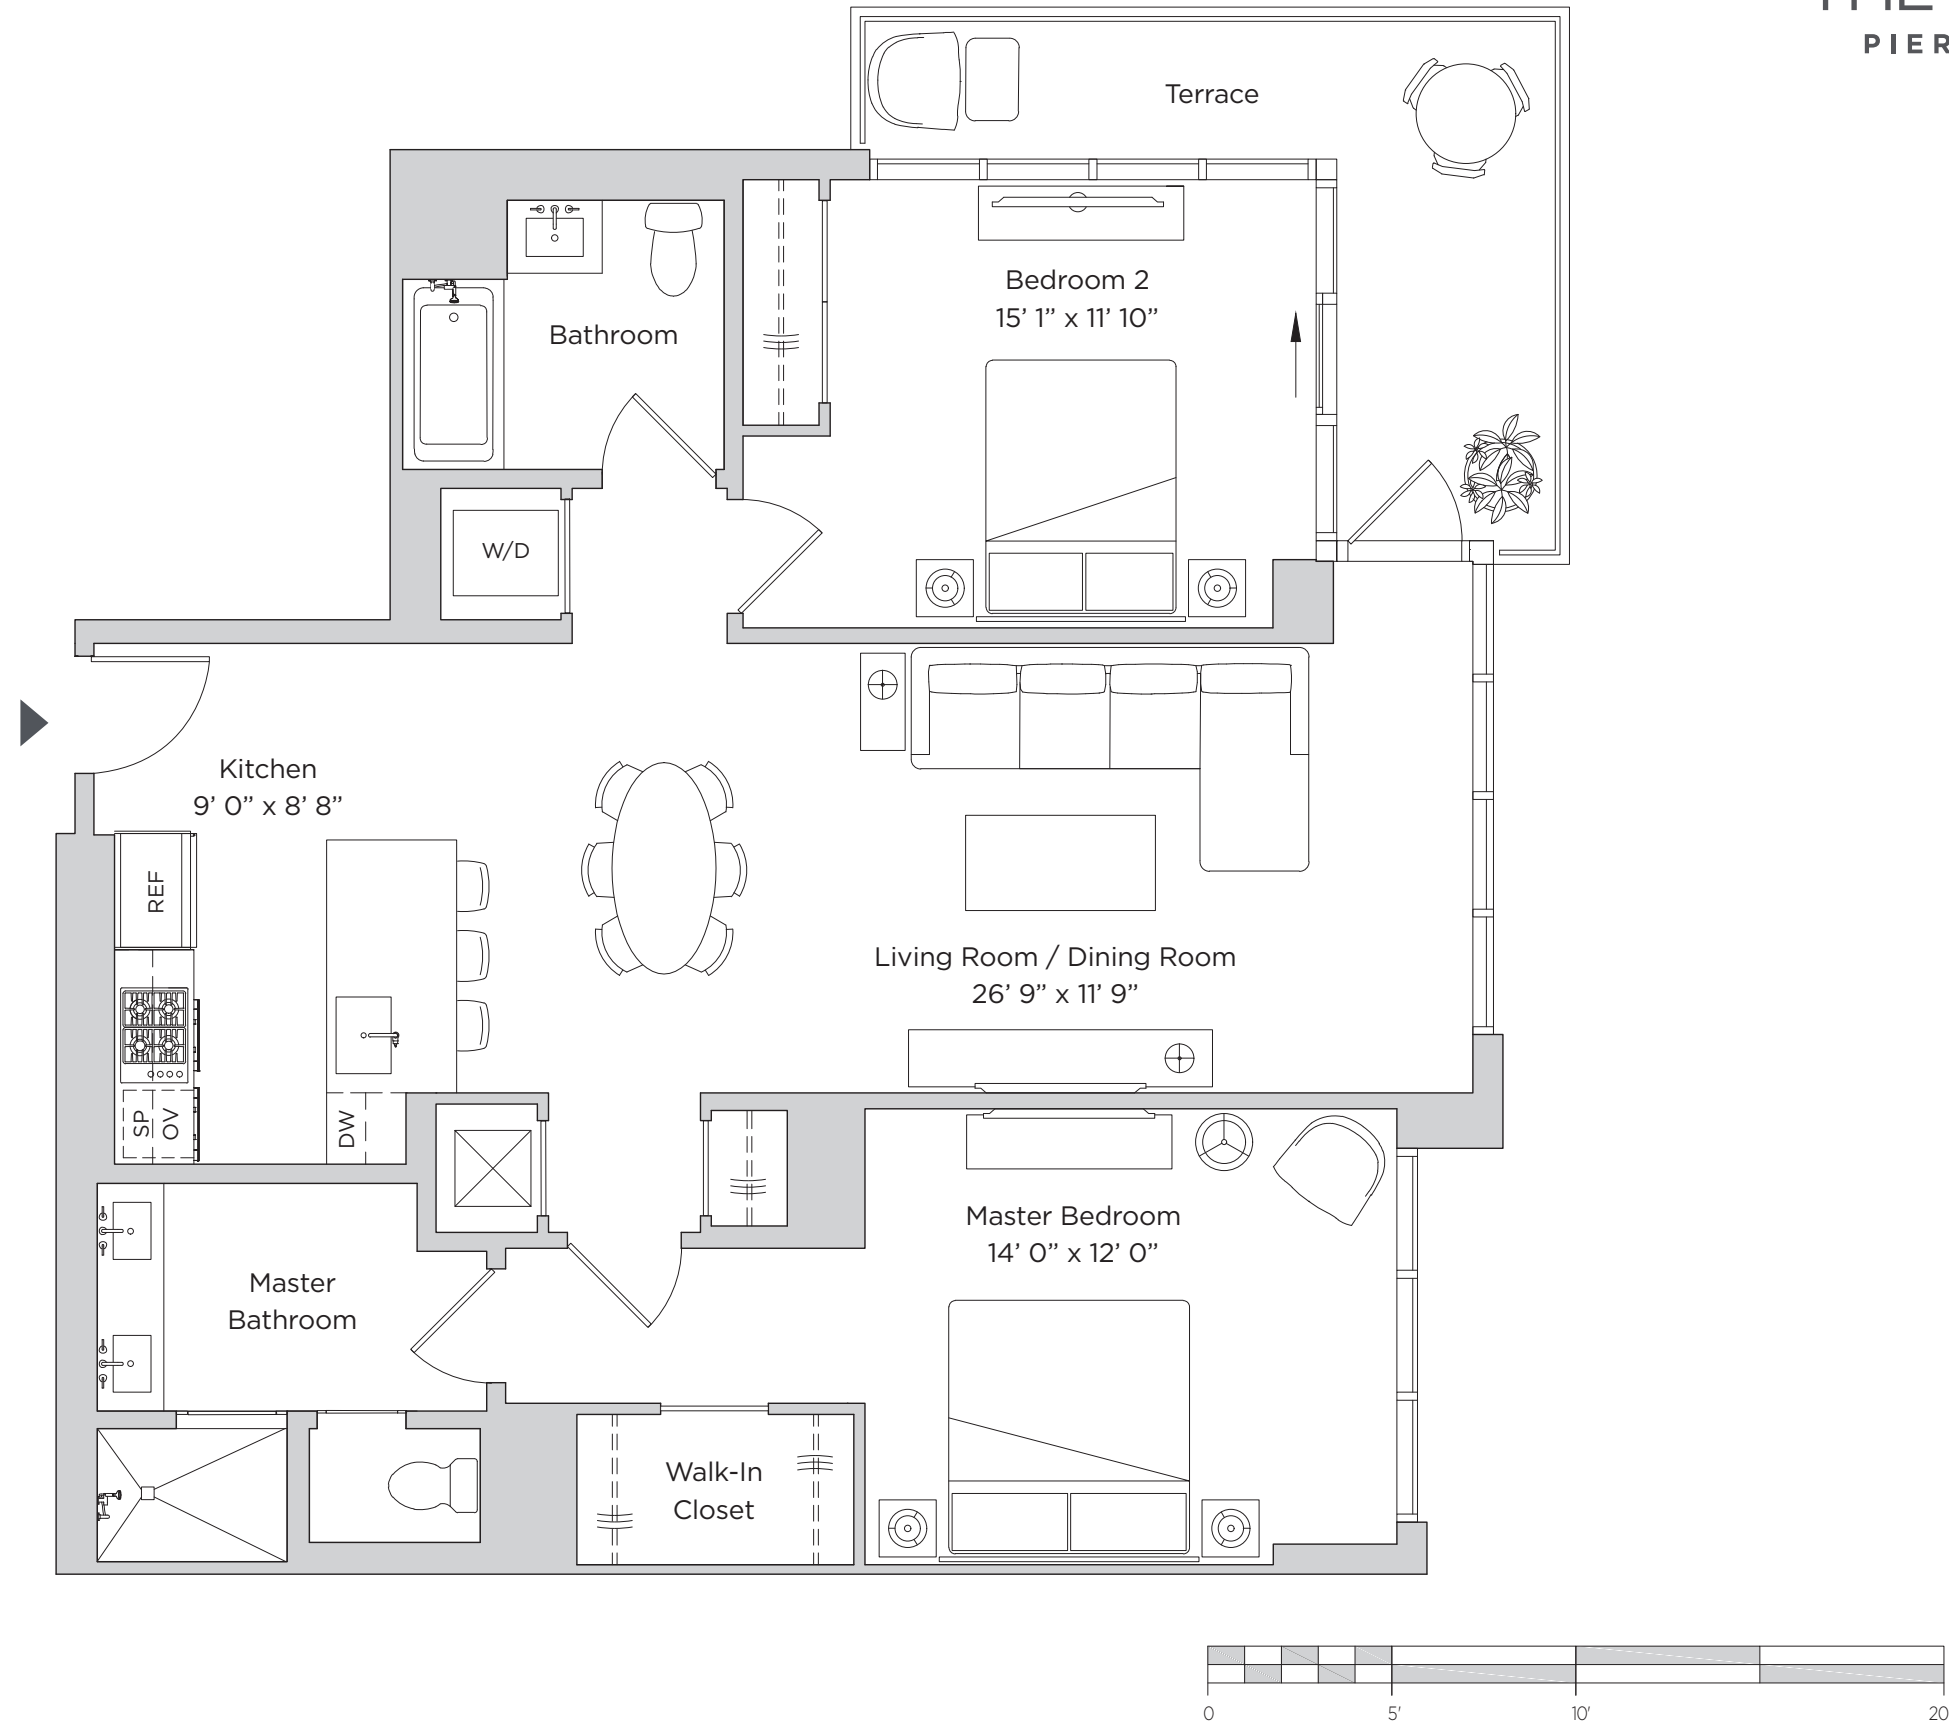 PIER
Terrace
Bedroom 2
15’ 1” x 11’ 10”
Bathroom
W/D
Kitchen
9’ 0” x 8’ 8”
REF
Living Room / Dining Room
26’ 9” x 11’ 9”
SP
OV
DW
Master Bedroom
14’ 0” x 12’ 0”
Master
Bathroom
Walk-In
Closet
0
5'
10'
20